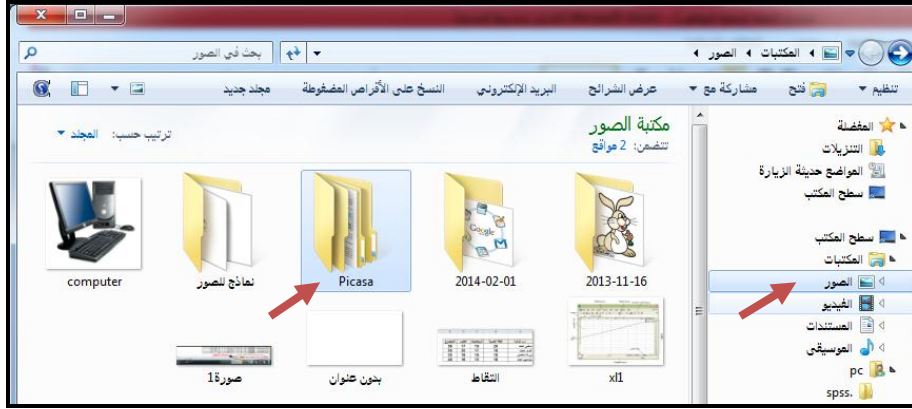 المكتبات
الصور
بحث في الصور
تنظيم
فتح
مشاركة مع
عرض الشرائح
البريد الإلكتروني
النسخ على الأقراص المضغوطة
مجلد جديد
المفضلة
التنزيلات
المواضع حديثة الزيارة
سطح المكتب
سطح المكتب
المكتبات
الصور
الفيديو
المستندات
الموسيقى
pc
spss.
مكتبة الصور
تتضمن: 2 مواقع
ترتيب حسب: المجلد
2013-11-16
2014-02-01
Picasa
نماذج للصور
computer
xl1
التقاط
بدون عنوان
صورة1